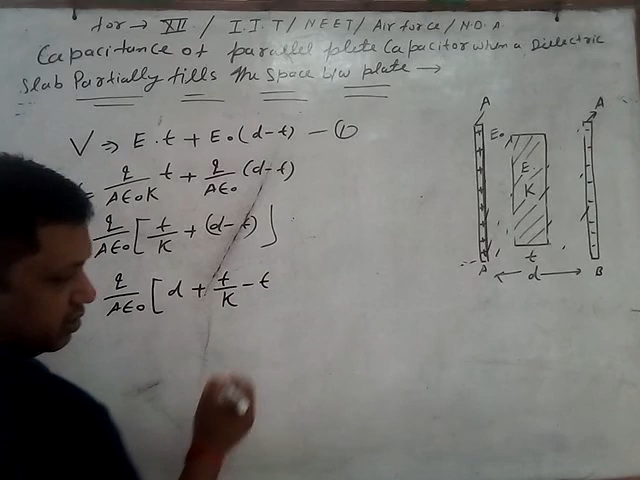 for → XII / I.I.T / NEET / Air force / N.D.A
Capacitance of parallel plate Capacitor when a Dielectric
slab Partially fills the Space b/w plate →
V ⇒ E.t + E₀(d-t) — ①
= q/Aε₀K t + q/Aε₀ (d-t)
q/Aε₀ [t/K + (d-t)]
q/Aε₀ [d + t/K - t
A A
E₀
E
K
t
A d B